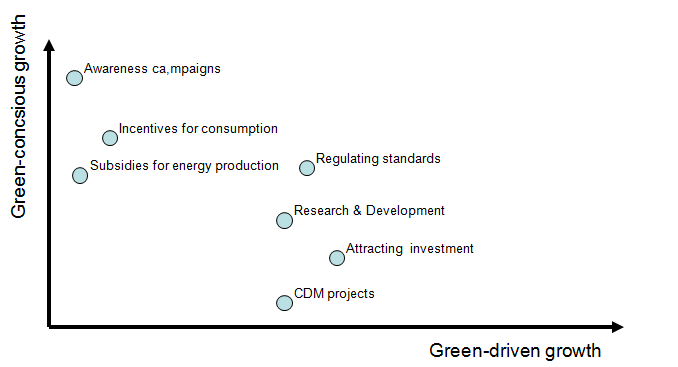 Green-concsious growth
Awareness ca,mpaigns
Incentives for consumption
Subsidies for energy production
Regulating standards
Research & Development
Attracting investment
CDM projects
Green-driven growth